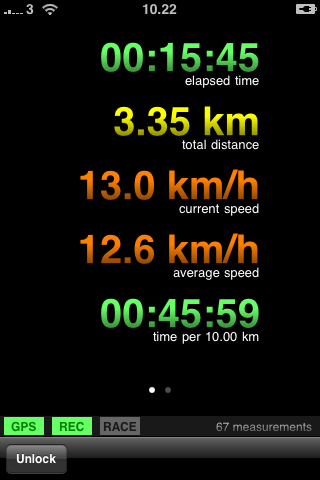 3 10.22
00:15:45
elapsed time
3.35 km
total distance
13.0 km/h
current speed
12.6 km/h
average speed
00:45:59
time per 10.00 km
GPS REC RACE 67 measurements
Unlock